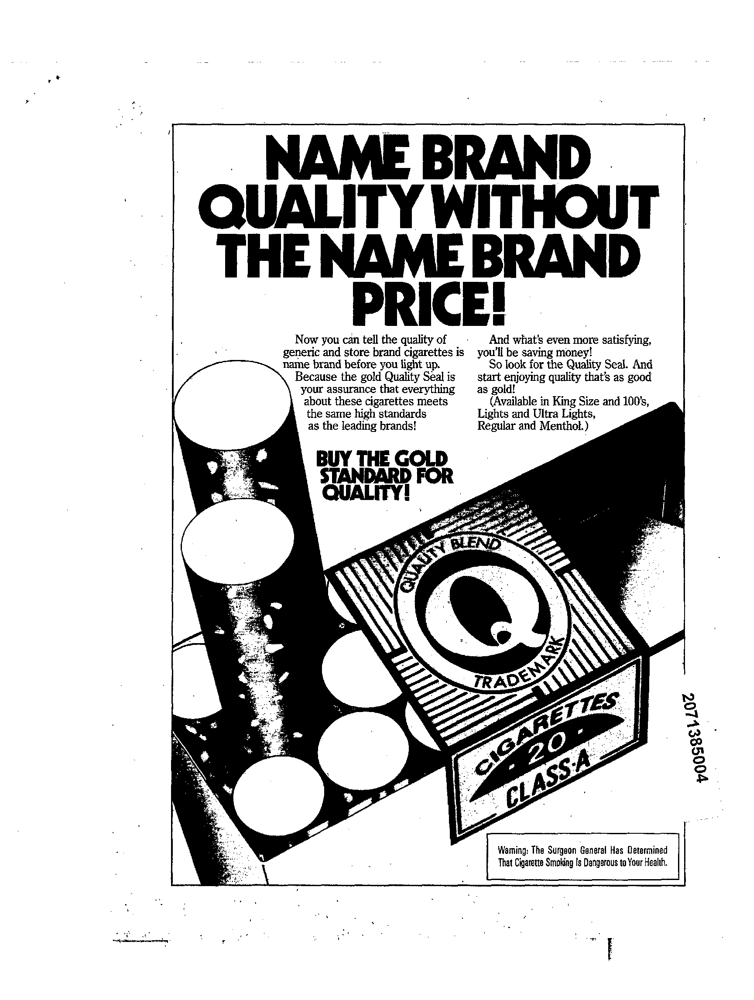 NAME BRAND
QUALITY WITHOUT
THE NAME BRAND
PRICE!
Now you can tell the quality of
generic and store brand cigarettes is
name brand before you light up.
Because the gold Quality Seal is
your assurance that everything
about these cigarettes meets
the same high standards
as the leading brands!
And what's even more satisfying,
you'll be saving money!
So look for the Quality Seal. And
start enjoying quality that's as good
as gold!
(Available in King Size and 100's,
Lights and Ultra Lights,
Regular and Menthol.)
BUY THE GOLD
STANDARD FOR
QUALITY!
QUALITY BLEND
Q
TRADEMARK
CIGARETTES
· 20 ·
CLASS·A
2071385004
Warning: The Surgeon General Has Determined
That Cigarette Smoking Is Dangerous to Your Health.